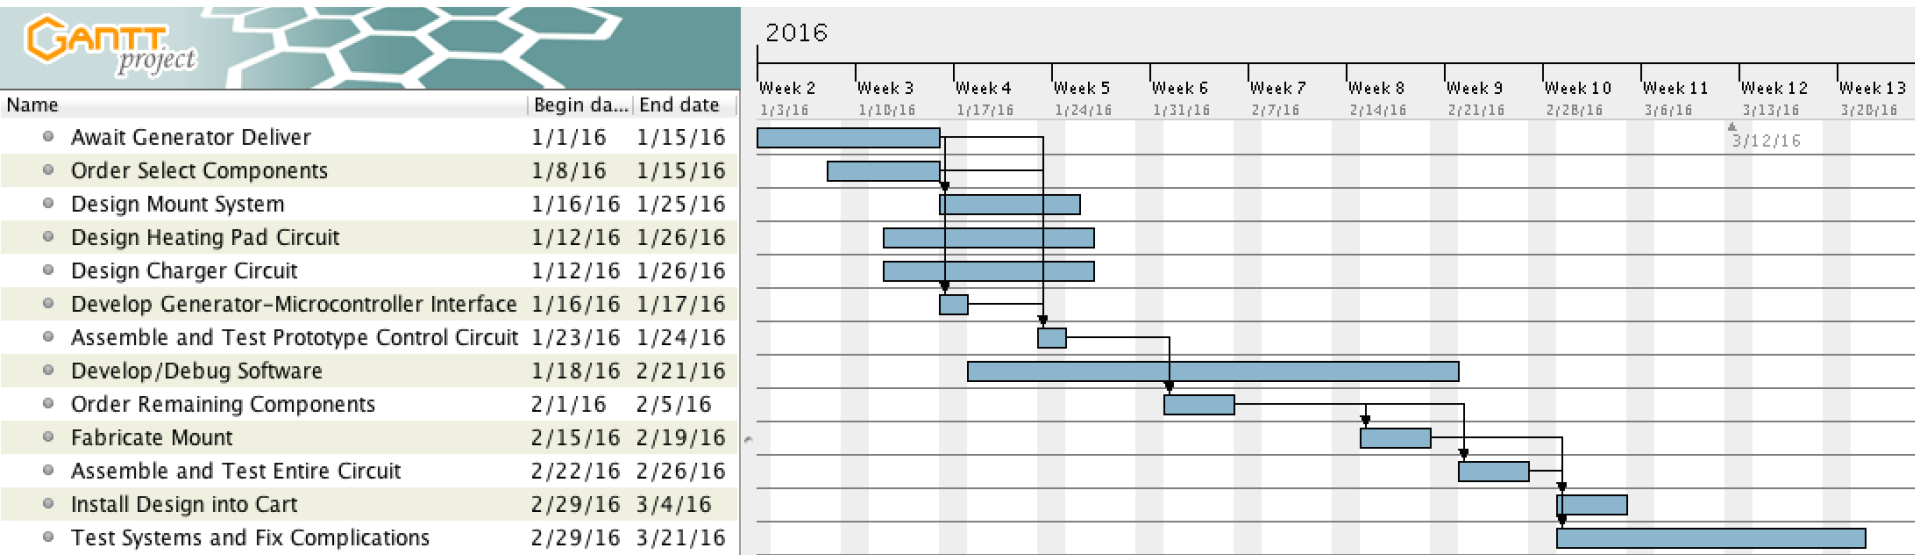 GANTT
project
2016
Week 2 Week 3 Week 4 Week 5 Week 6 Week 7 Week 8 Week 9 Week 10 Week 11 Week 12 Week 13
1/3/16 1/10/16 1/17/16 1/24/16 1/31/16 2/7/16 2/14/16 2/21/16 2/28/16 3/6/16 3/13/16 3/20/16
Name Begin da... End date
Await Generator Deliver 1/1/16 1/15/16
3/12/16
Order Select Components 1/8/16 1/15/16
Design Mount System 1/16/16 1/25/16
Design Heating Pad Circuit 1/12/16 1/26/16
Design Charger Circuit 1/12/16 1/26/16
Develop Generator-Microcontroller Interface 1/16/16 1/17/16
Assemble and Test Prototype Control Circuit 1/23/16 1/24/16
Develop/Debug Software 1/18/16 2/21/16
Order Remaining Components 2/1/16 2/5/16
Fabricate Mount 2/15/16 2/19/16
Assemble and Test Entire Circuit 2/22/16 2/26/16
Install Design into Cart 2/29/16 3/4/16
Test Systems and Fix Complications 2/29/16 3/21/16